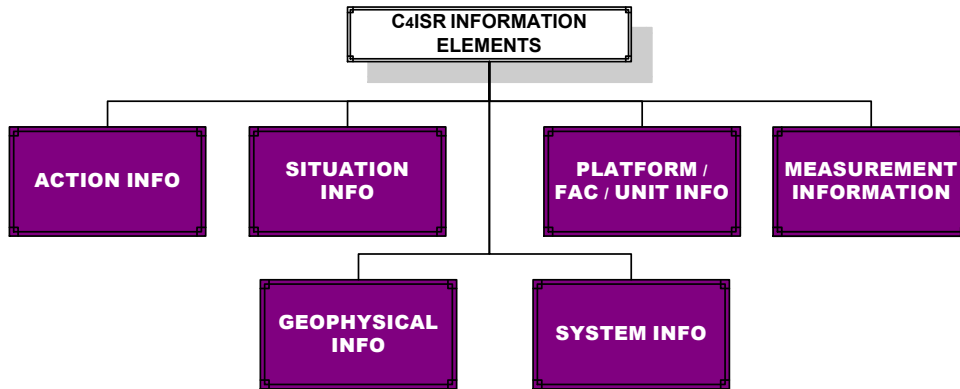 C4ISR INFORMATION
ELEMENTS
ACTION INFO
SITUATION
INFO
PLATFORM /
FAC / UNIT INFO
MEASUREMENT
INFORMATION
GEOPHYSICAL
INFO
SYSTEM INFO